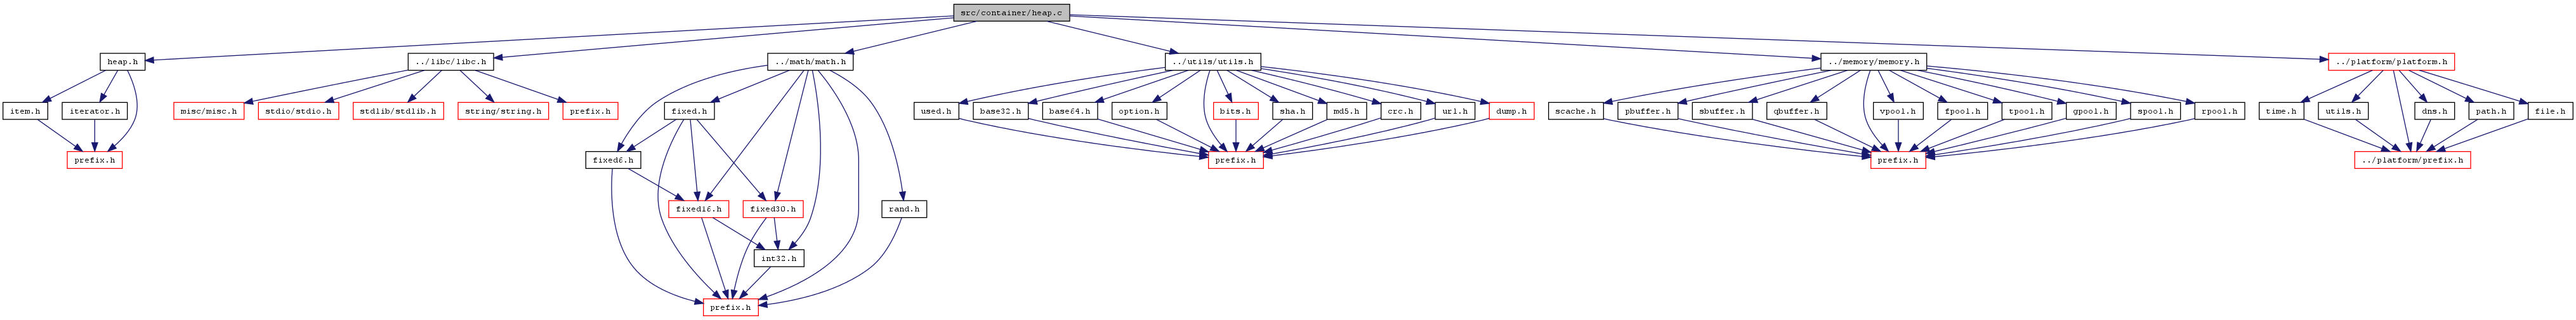 src/container/heap.c
heap.h
../libc/libc.h
../math/math.h
../utils/utils.h
../memory/memory.h
../platform/platform.h
item.h
iterator.h
misc/misc.h
stdio/stdio.h
stdlib/stdlib.h
string/string.h
prefix.h
fixed.h
used.h
base32.h
base64.h
option.h
bits.h
sha.h
md5.h
crc.h
url.h
dump.h
scache.h
pbuffer.h
sbuffer.h
qbuffer.h
vpool.h
fpool.h
tpool.h
gpool.h
spool.h
rpool.h
time.h
utils.h
dns.h
path.h
file.h
prefix.h
fixed6.h
prefix.h
prefix.h
../platform/prefix.h
fixed16.h
fixed30.h
rand.h
int32.h
prefix.h